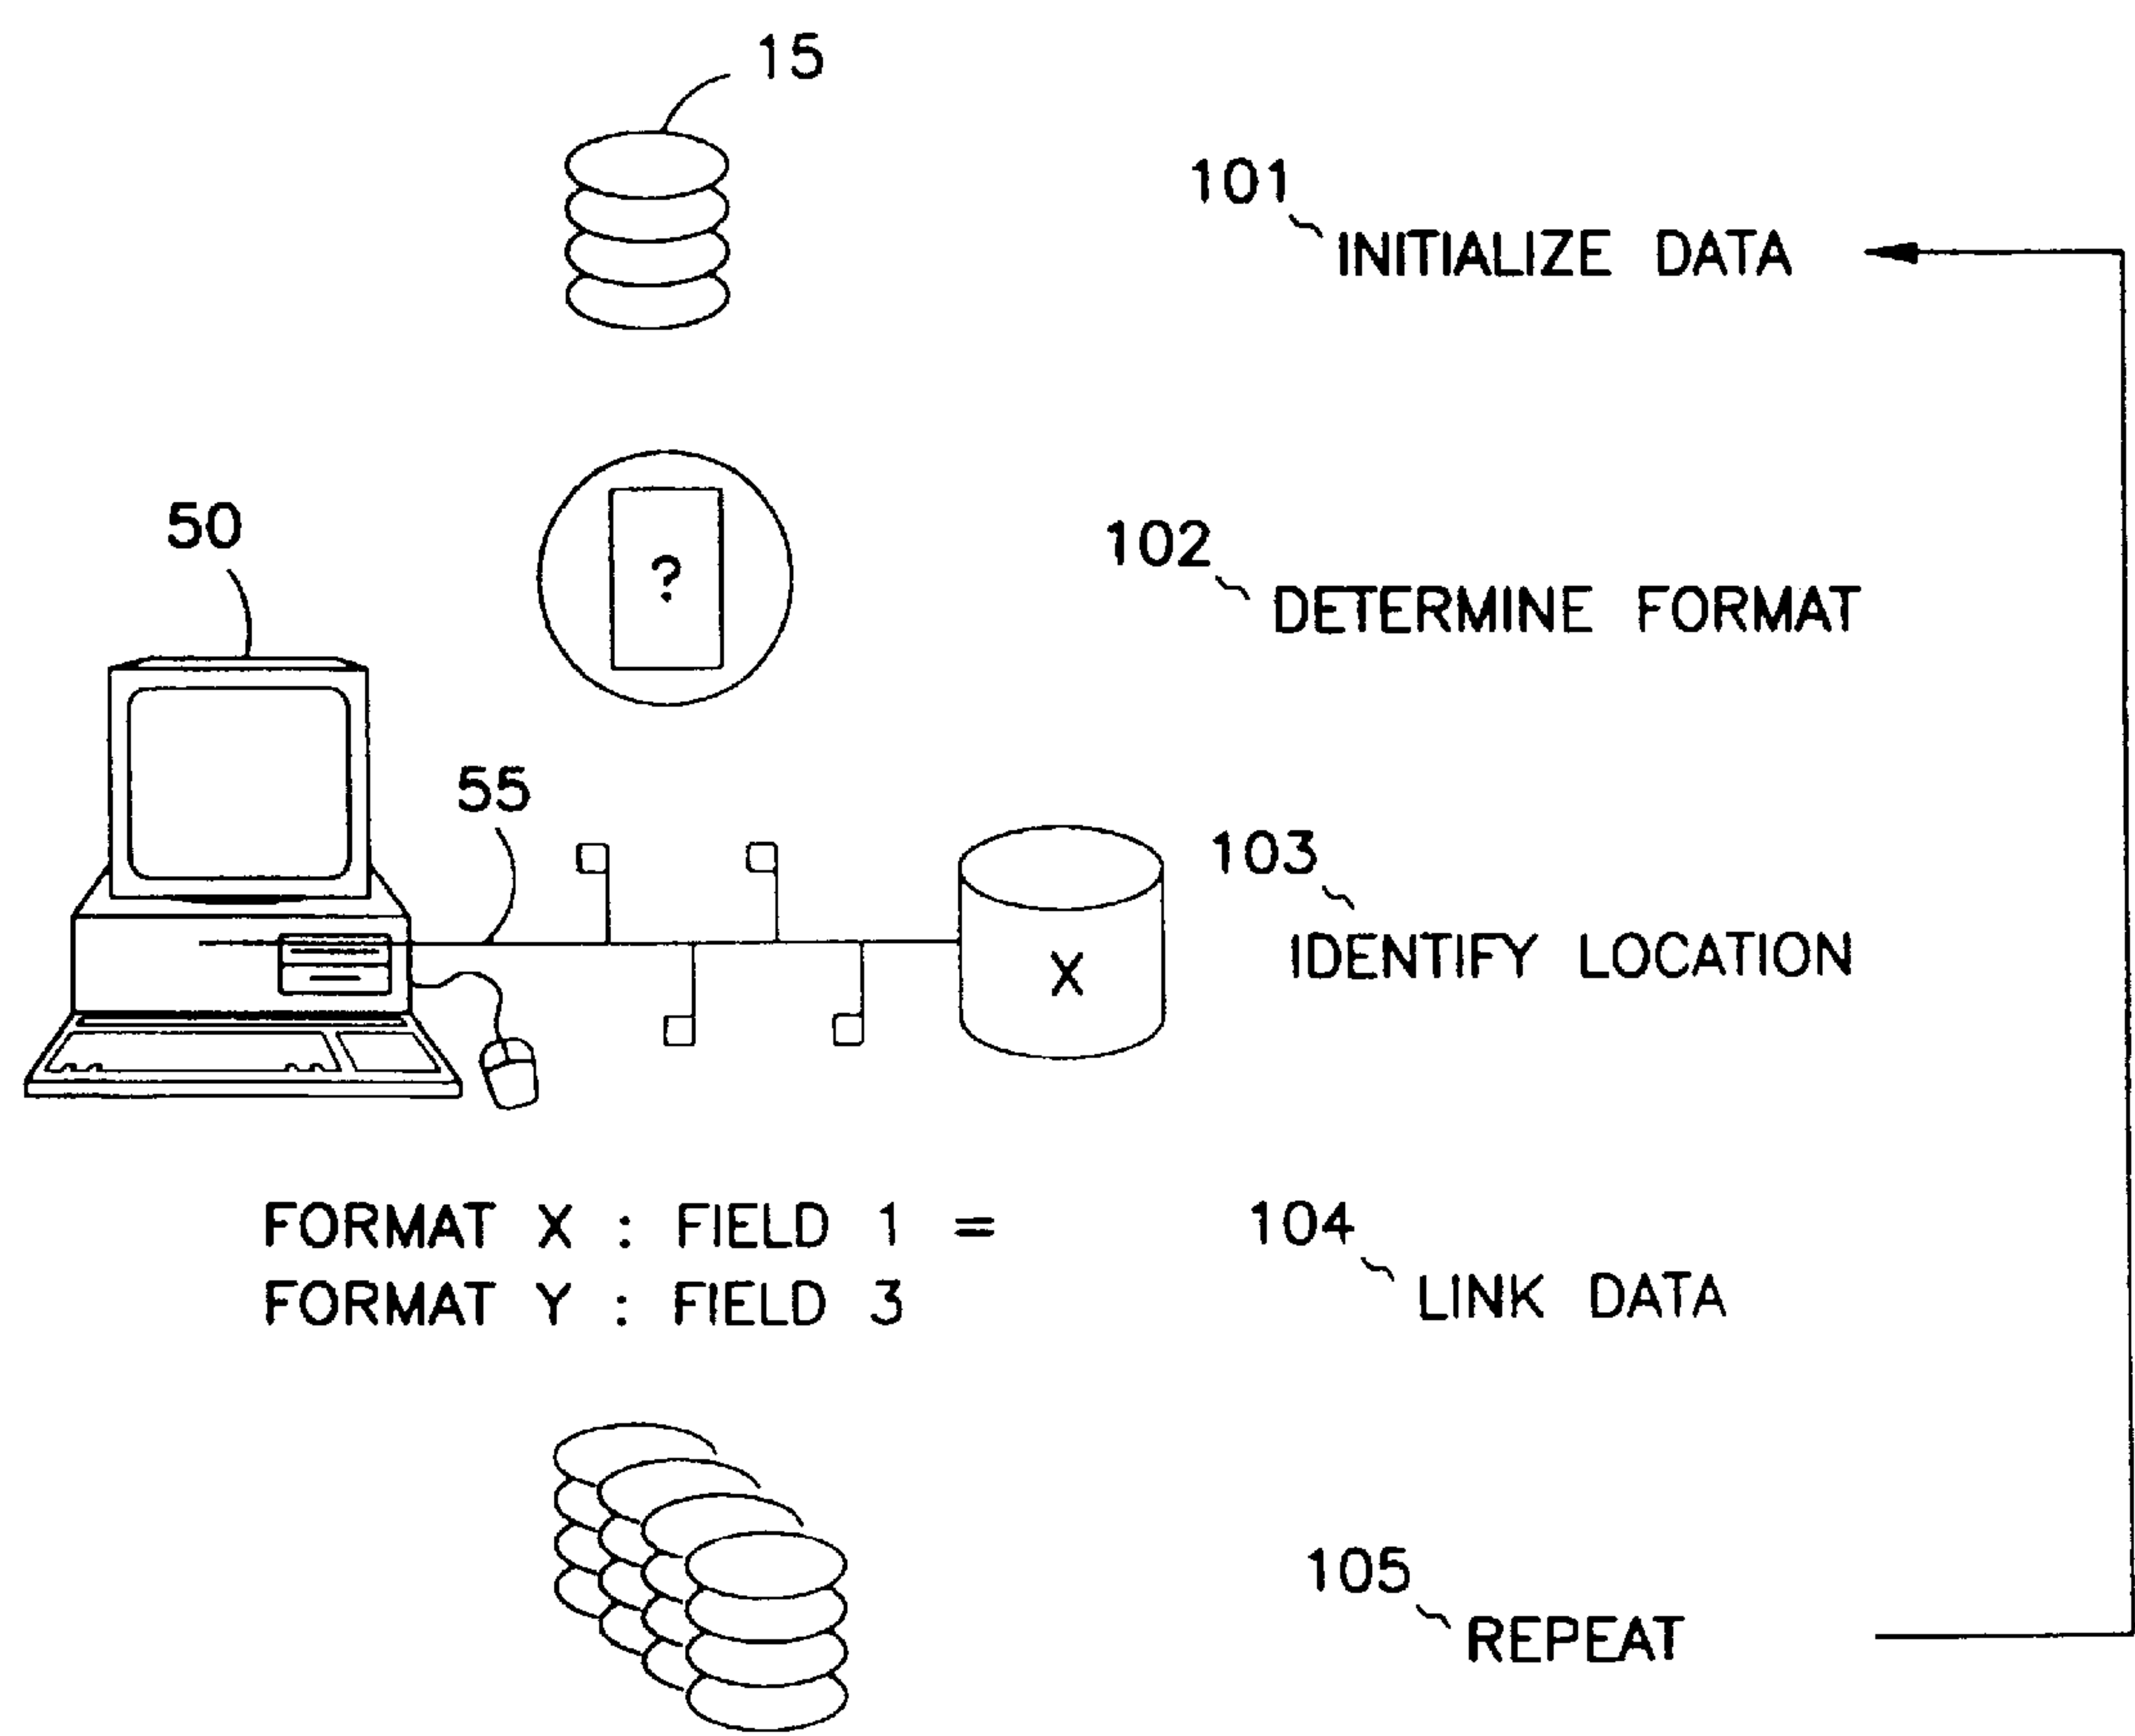 15
101
INITIALIZE DATA
50
?
102
DETERMINE FORMAT
55
103
IDENTIFY LOCATION
X
FORMAT X : FIELD 1 =
FORMAT Y : FIELD 3
104
LINK DATA
105
REPEAT